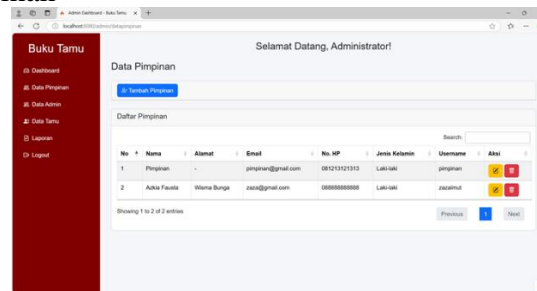 Admin Dashboard - Buku Tamu
localhost:8080/admin/datapimpinan
Buku Tamu
Selamat Datang, Administrator!
Dashboard
Data Pimpinan
Data Admin
Data Tamu
Laporan
Logout
Data Pimpinan
Tambah Pimpinan
Daftar Pimpinan
Search:
No Nama Alamat Email No. HP Jenis Kelamin Username Aksi
1 Pimpinan - pimpinan@gmail.com 081213121313 Laki-laki pimpinan
2 Azkia Fausta Wisma Bunga zaza@gmail.com Laki-laki zazaimut
Showing 1 to 2 of 2 entries
Previous 1 Next